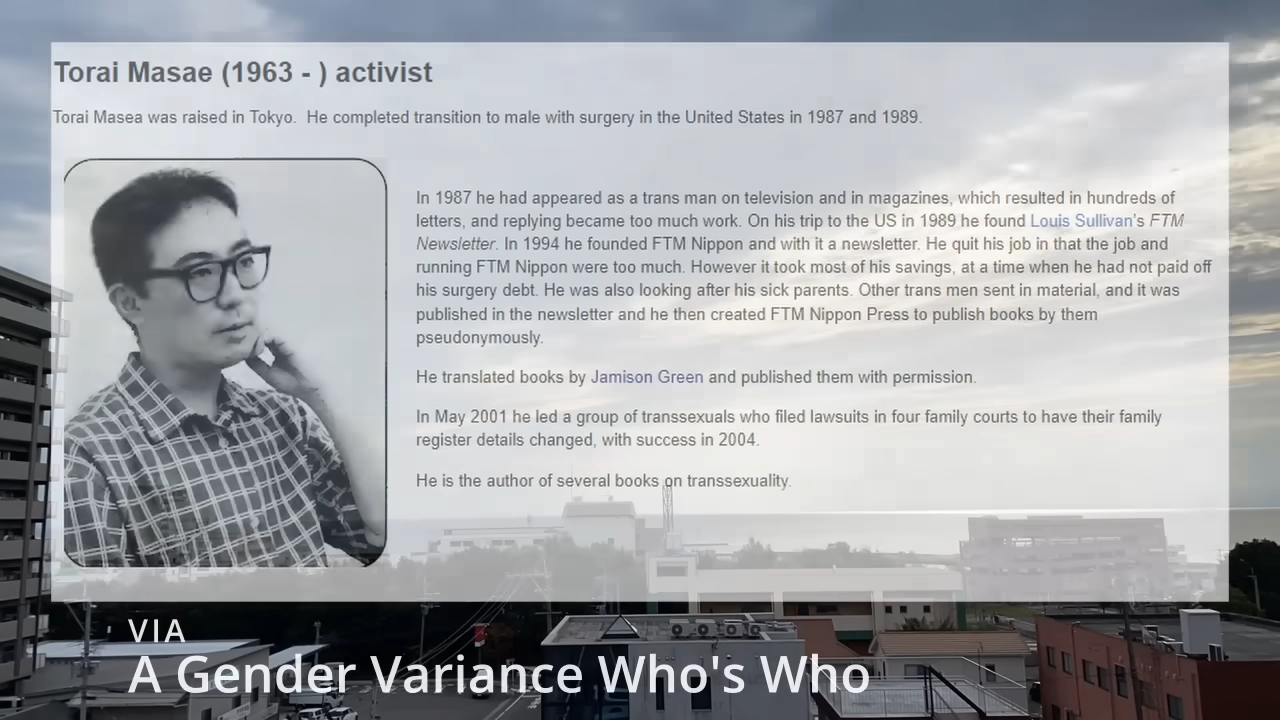 Torai Masae (1963 - ) activist
Torai Masea was raised in Tokyo.  He completed transition to male with surgery in the United States in 1987 and 1989.
In 1987 he had appeared as a trans man on television and in magazines, which resulted in hundreds of
letters, and replying became too much work. On his trip to the US in 1989 he found Louis Sullivan's FTM
Newsletter. In 1994 he founded FTM Nippon and with it a newsletter. He quit his job in that the job and
running FTM Nippon were too much. However it took most of his savings, at a time when he had not paid off
his surgery debt. He was also looking after his sick parents. Other trans men sent in material, and it was
published in the newsletter and he then created FTM Nippon Press to publish books by them
pseudonymously.
He translated books by Jamison Green and published them with permission.
In May 2001 he led a group of transsexuals who filed lawsuits in four family courts to have their family
register details changed, with success in 2004.
He is the author of several books on transsexuality.
VIA
A Gender Variance Who's Who